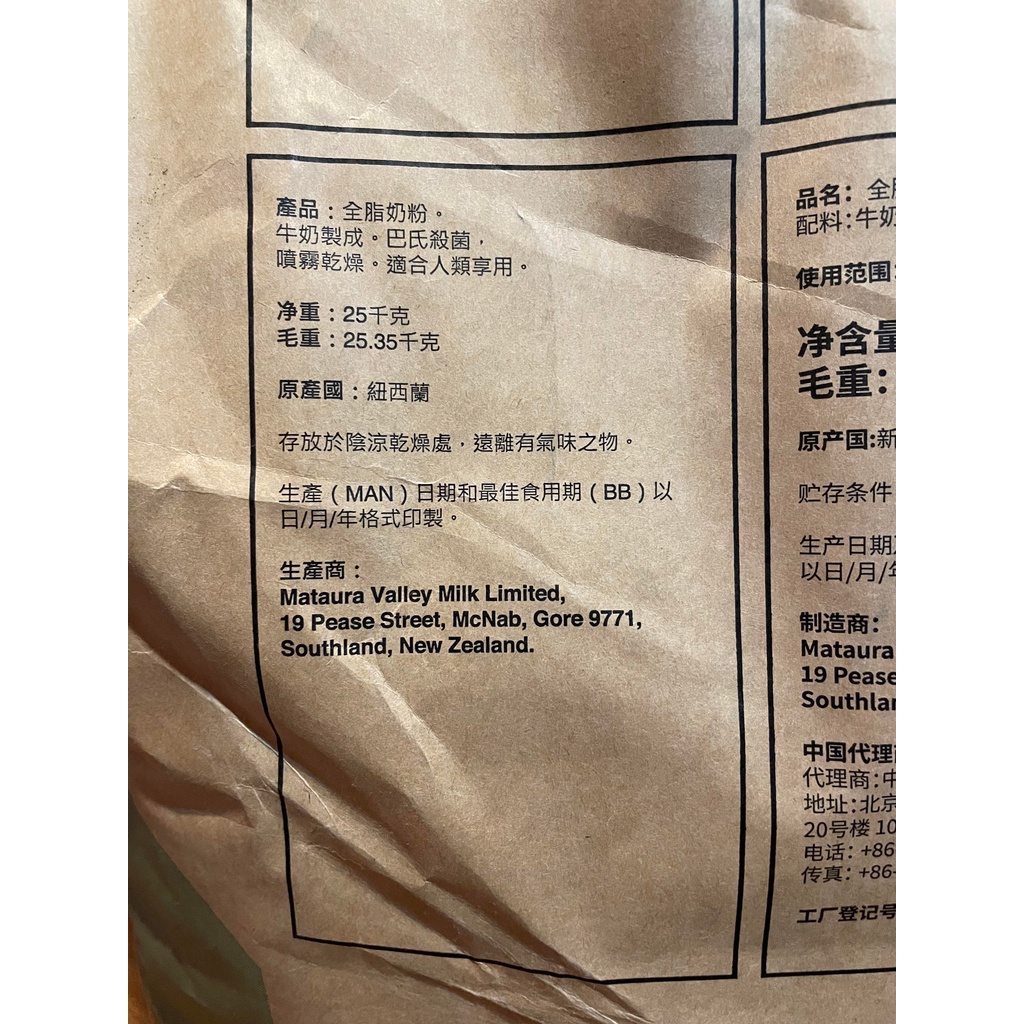 產品：全脂奶粉。
牛奶製成。巴氏殺菌，
噴霧乾燥。適合人類享用。
净重：25千克
毛重：25.35千克
原產國：紐西蘭
存放於陰涼乾燥處，遠離有氣味之物。
生產（MAN）日期和最佳食用期（BB）以
日/月/年格式印製。
生產商：
Mataura Valley Milk Limited,
19 Pease Street, McNab, Gore 9771,
Southland, New Zealand.
品名：全
配料：牛奶
使用范围：
净含量
毛重：
原产国:新
贮存条件
生产日期
以日/月/年
制造商：
Mataura
19 Pease
Southlan
中国代理商
代理商:中
地址:北京
20号楼 10
电话：+86
传真：+86-
工厂登记号